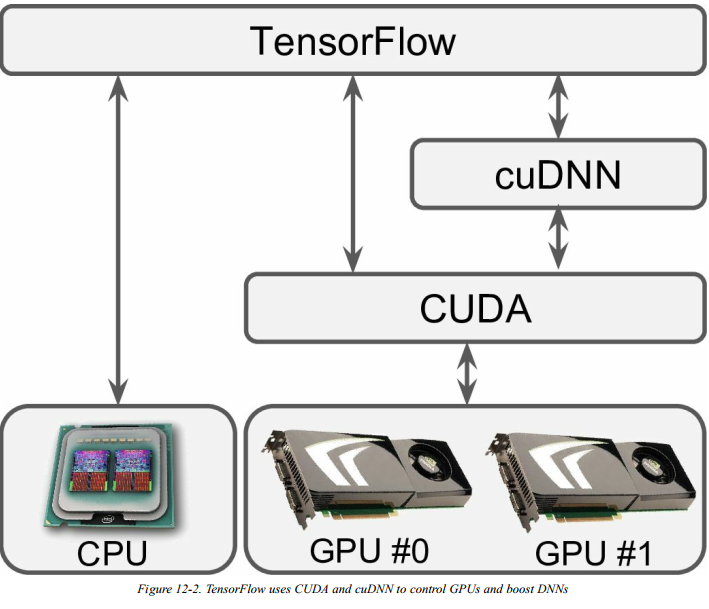 TensorFlow
cuDNN
CUDA
CPU
GPU #0
GPU #1
Figure 12-2. TensorFlow uses CUDA and cuDNN to control GPUs and boost DNNs